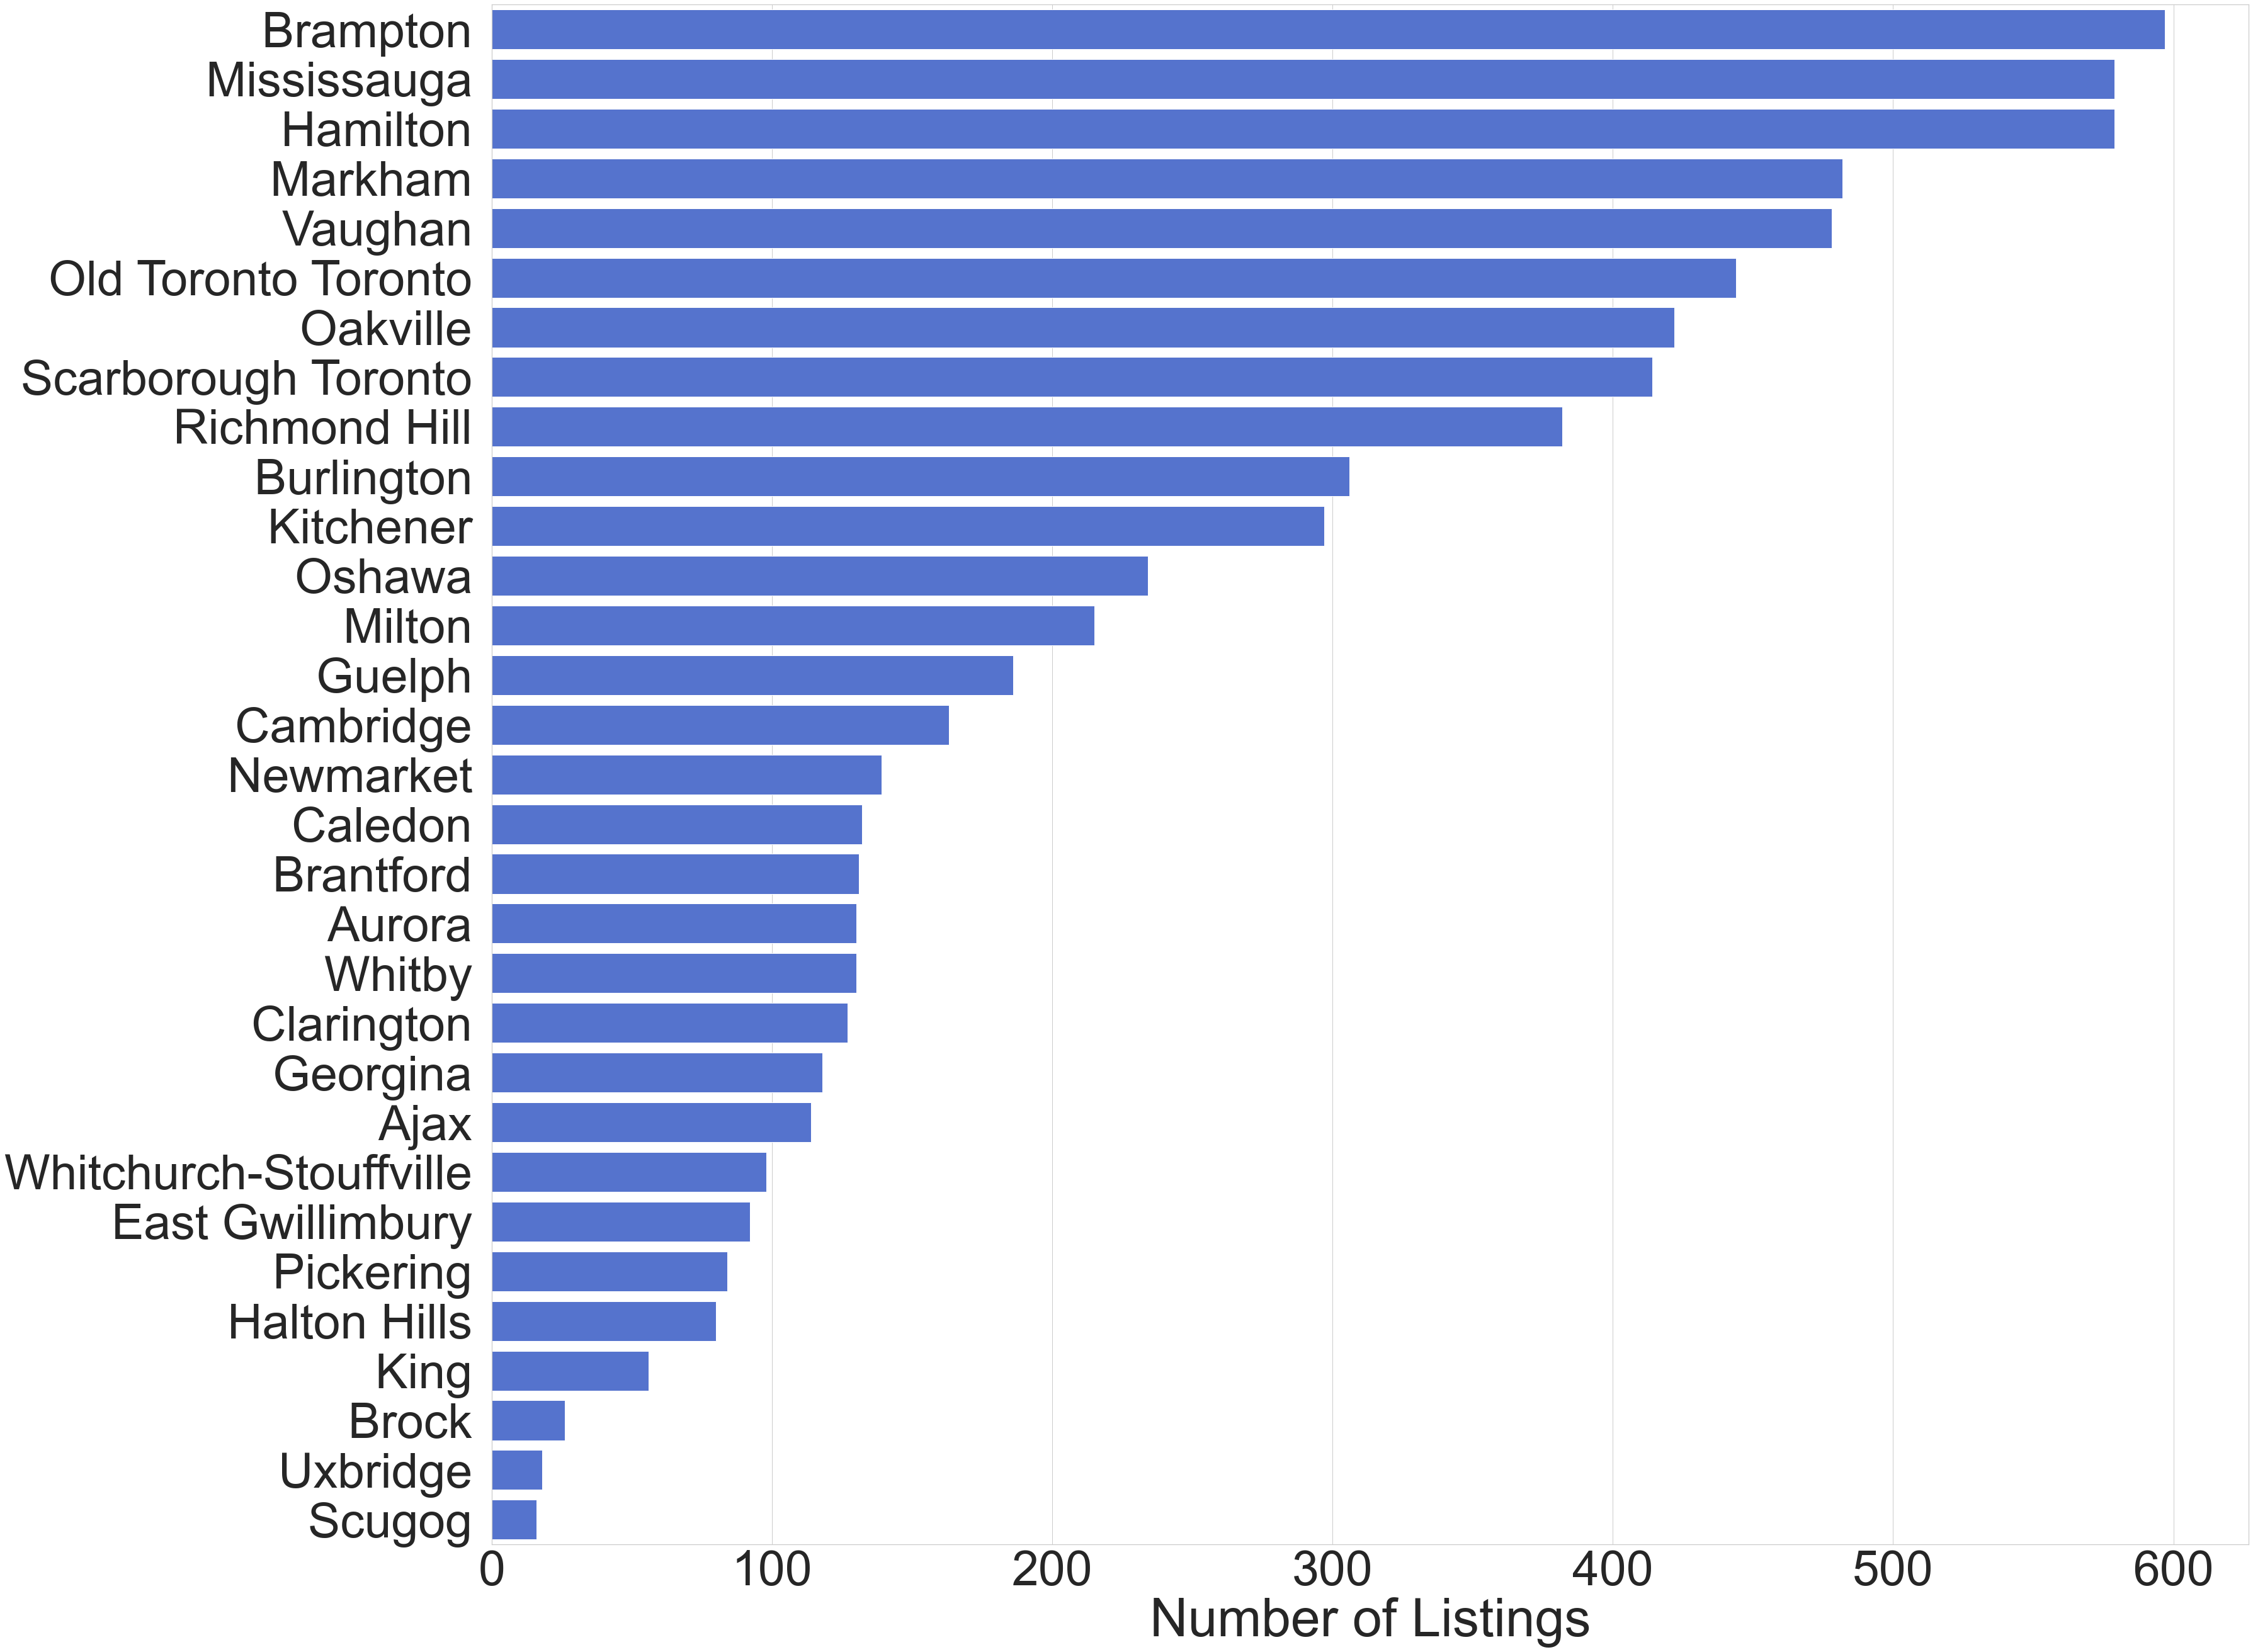 Brampton
Mississauga
Hamilton
Markham
Vaughan
Old Toronto Toronto
Oakville
Scarborough Toronto
Richmond Hill
Burlington
Kitchener
Oshawa
Milton
Guelph
Cambridge
Newmarket
Caledon
Brantford
Aurora
Whitby
Clarington
Georgina
Ajax
Whitchurch-Stouffville
East Gwillimbury
Pickering
Halton Hills
King
Brock
Uxbridge
Scugog
0 100 200 300 400 500 600
Number of Listings